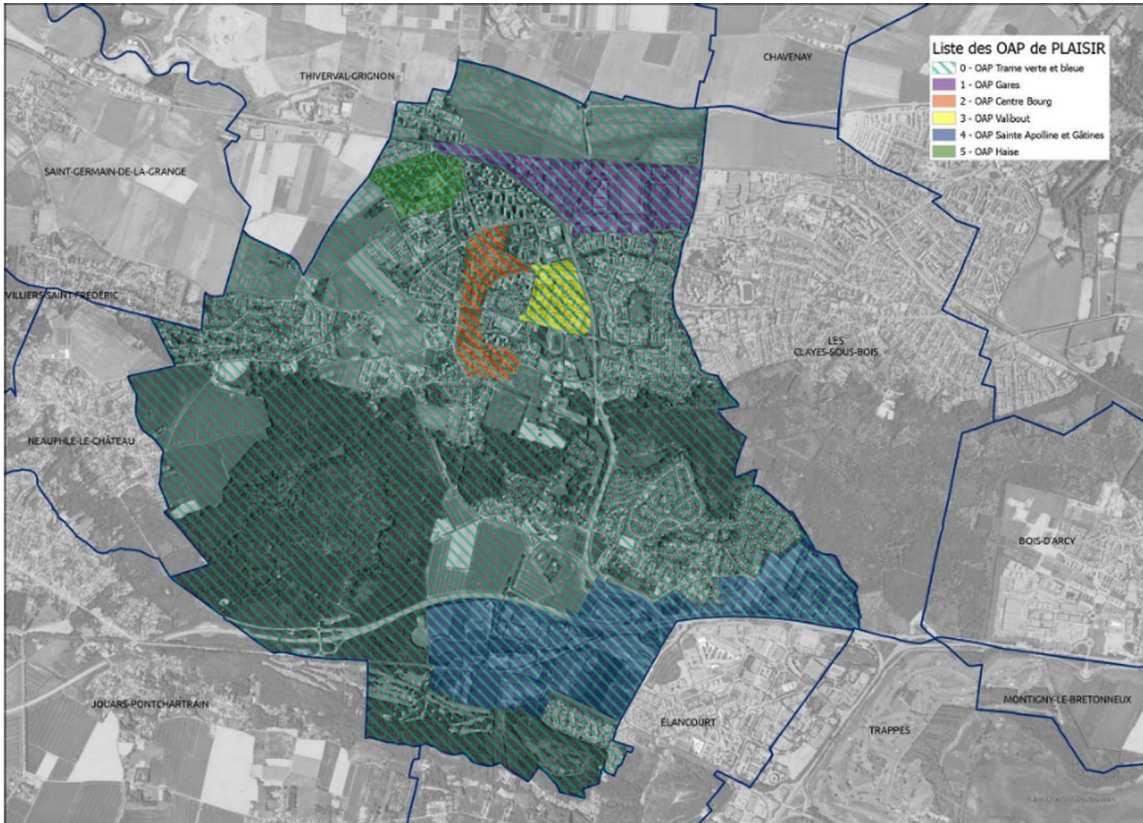 CHAVENAY
Liste des OAP de PLAISIR
0 - OAP Trame verte et bleue
1 - OAP Gares
2 - OAP Centre Bourg
3 - OAP Valibout
4 - OAP Sainte Apolline et Gâtines
5 - OAP Haise
THIVERVAL-GRIGNON
SAINT-GERMAIN-DE-LA-GRANGE
VILLIERS-SAINT-FRÉDÉRIC
LES
CLAYES-SOUS-BOIS
NEAUPHLE-LE-CHÂTEAU
BOIS-D'ARCY
JOUARS-PONTCHARTRAIN
ÉLANCOURT
TRAPPES
MONTIGNY-LE-BRETONNEUX